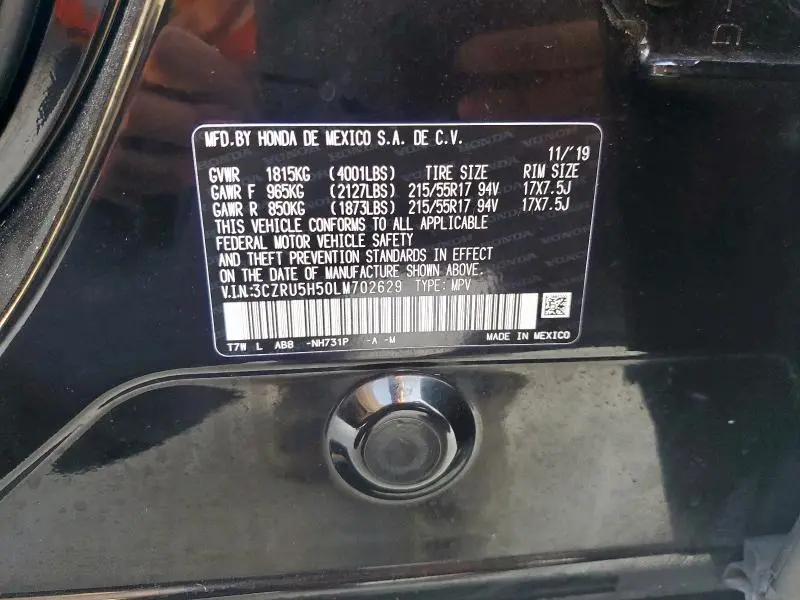 MFD.BY HONDA DE MEXICO S.A. DE C.V.
11/'19
GVWR 1815KG (4001LBS) TIRE SIZE RIM SIZE
GAWR F 965KG (2127LBS) 215/55R17 94V 17X7.5J
GAWR R 850KG (1873LBS) 215/55R17 94V 17X7.5J
THIS VEHICLE CONFORMS TO ALL APPLICABLE
FEDERAL MOTOR VEHICLE SAFETY
AND THEFT PREVENTION STANDARDS IN EFFECT
ON THE DATE OF MANUFACTURE SHOWN ABOVE.
V.I.N:3CZRU5H50LM702629 TYPE: MPV
T7W L AB8 -NH731P -A -M MADE IN MEXICO